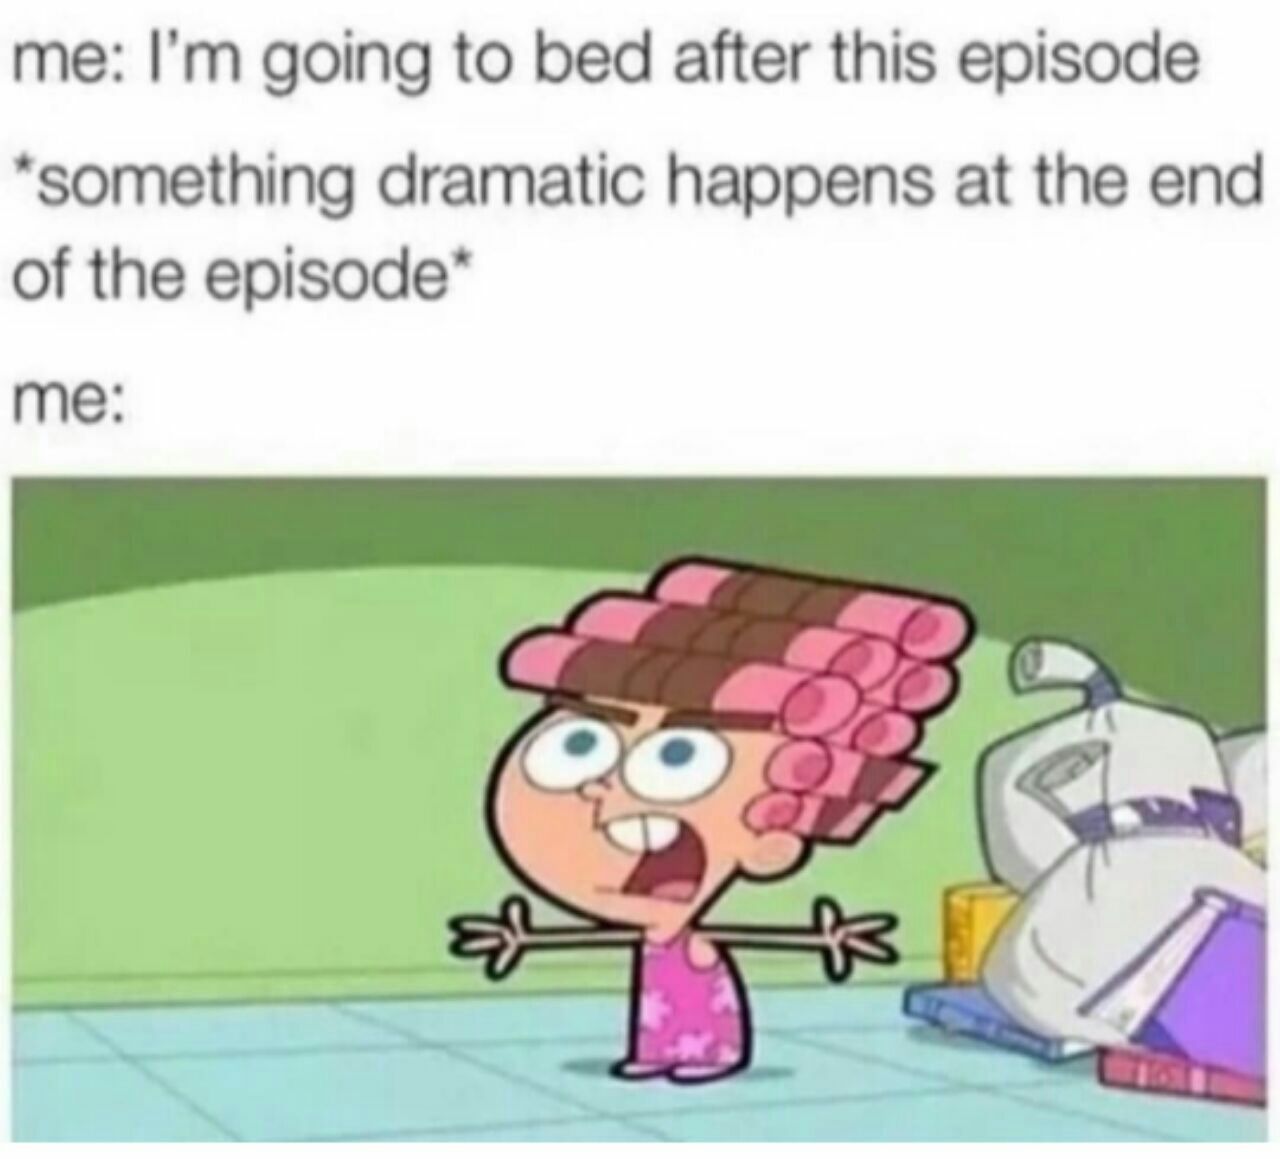 me: I'm going to bed after this episode
*something dramatic happens at the end
of the episode*
me: